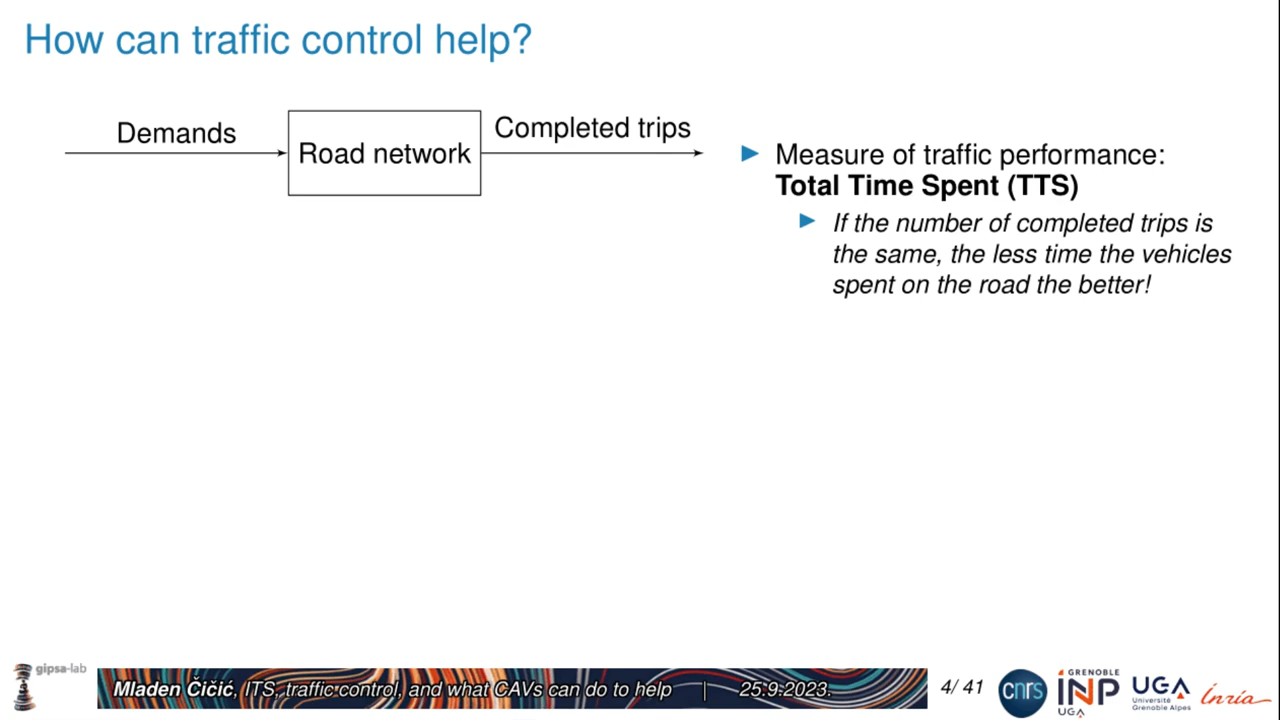 How can traffic control help?
Demands
Road network
Completed trips
Measure of traffic performance:
Total Time Spent (TTS)
If the number of completed trips is
the same, the less time the vehicles
spent on the road the better!
gipsa-lab
Mladen Čičić, ITS, traffic control, and what CAVs can do to help | 25.9.2023.
4/ 41
cnrs
GRENOBLE
INP
UGA
UGA
Université
Grenoble Alpes
Inria